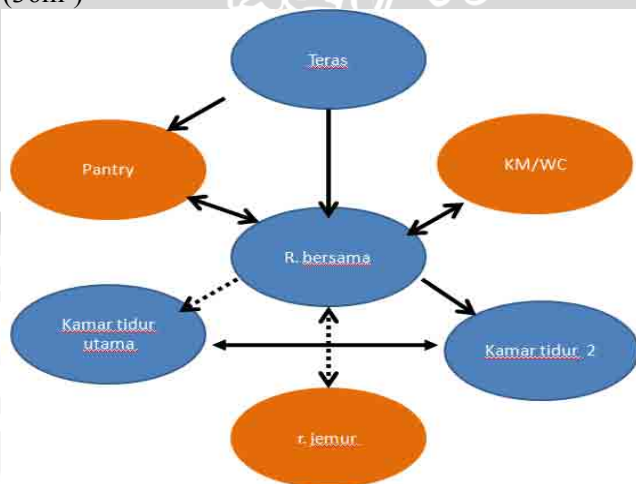 Teras
Pantry
KM/WC
R. bersama
Kamar tidur
utama
Kamar tidur 2
r. jemur